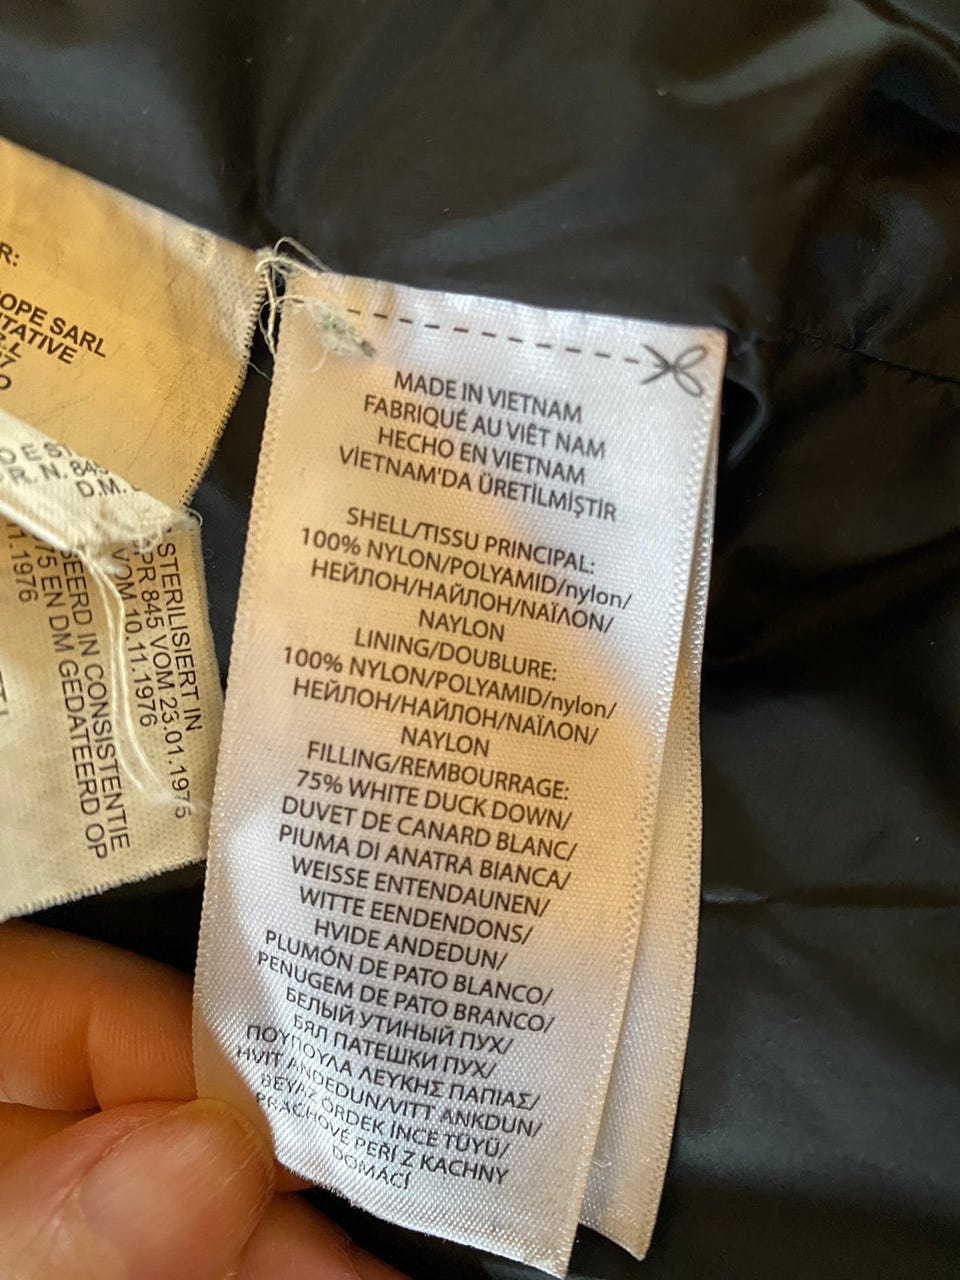 R:
OPE SARL
TATIVE
R.L
R. N. 845
D.M.
STERILISIERT IN
PR 845 VOM 23.01.1975
VOM 10.11.1976
SEERD IN CONSISTENTIE
75 EN DM GEDATEERD OP
11.1976
MADE IN VIETNAM
FABRIQUÉ AU VIÊT NAM
HECHO EN VIETNAM
VİETNAM'DA ÜRETİLMİŞTİR
SHELL/TISSU PRINCIPAL:
100% NYLON/POLYAMID/nylon/
НЕЙЛОН/НАЙЛОН/ΝΑΪΛΟΝ/
NAYLON
LINING/DOUBLURE:
100% NYLON/POLYAMID/nylon/
НЕЙЛОН/НАЙЛОН/ΝΑΪΛΟΝ/
NAYLON
FILLING/REMBOURRAGE:
75% WHITE DUCK DOWN/
DUVET DE CANARD BLANC/
PIUMA DI ANATRA BIANCA/
WEISSE ENTENDAUNEN/
WITTE EENDENDONS/
HVIDE ANDEDUN/
PLUMÓN DE PATO BLANCO/
PENUGEM DE PATO BRANCO/
БЕЛЫЙ УТИНЫЙ ПУХ/
БЯЛ ПАТЕШКИ ПУХ/
ΠΟΥΠΟΥΛΑ ΛΕΥΚΗΣ ΠΑΠΙΑΣ/
HVIT ANDEDUN/VITT ANKDUN/
BEYAZ ÖRDEK İNCE TÜYÜ/
PRACHOVÉ PEŘÍ Z KACHNY
DOMÁCÍ